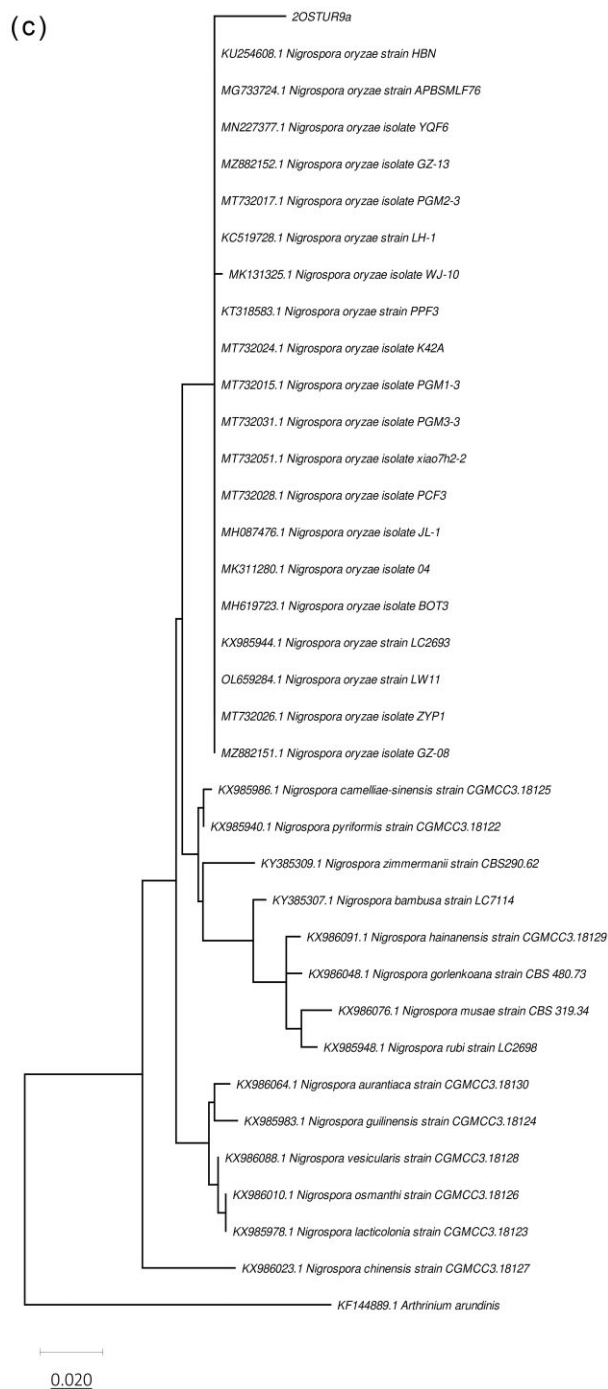 (c)
2OSTUR9a
KU254608.1 Nigrospora oryzae strain HBN
MG733724.1 Nigrospora oryzae strain APBSMLF76
MN227377.1 Nigrospora oryzae isolate YQF6
MZ882152.1 Nigrospora oryzae isolate GZ-13
MT732017.1 Nigrospora oryzae isolate PGM2-3
KC519728.1 Nigrospora oryzae strain LH-1
MK131325.1 Nigrospora oryzae isolate WJ-10
KT318583.1 Nigrospora oryzae strain PPF3
MT732024.1 Nigrospora oryzae isolate K42A
MT732015.1 Nigrospora oryzae isolate PGM1-3
MT732031.1 Nigrospora oryzae isolate PGM3-3
MT732051.1 Nigrospora oryzae isolate xiao7h2-2
MT732028.1 Nigrospora oryzae isolate PCF3
MH087476.1 Nigrospora oryzae isolate JL-1
MK311280.1 Nigrospora oryzae isolate 04
MH619723.1 Nigrospora oryzae isolate BOT3
KX985944.1 Nigrospora oryzae strain LC2693
OL659284.1 Nigrospora oryzae strain LW11
MT732026.1 Nigrospora oryzae isolate ZYP1
MZ882151.1 Nigrospora oryzae isolate GZ-08
KX985986.1 Nigrospora camelliae-sinensis strain CGMCC3.18125
KX985940.1 Nigrospora pyriformis strain CGMCC3.18122
KY385309.1 Nigrospora zimmermanii strain CBS290.62
KY385307.1 Nigrospora bambusa strain LC7114
KX986091.1 Nigrospora hainanensis strain CGMCC3.18129
KX986048.1 Nigrospora gorlenkoana strain CBS 480.73
KX986076.1 Nigrospora musae strain CBS 319.34
KX985948.1 Nigrospora rubi strain LC2698
KX986064.1 Nigrospora aurantiaca strain CGMCC3.18130
KX985983.1 Nigrospora guilinensis strain CGMCC3.18124
KX986088.1 Nigrospora vesicularis strain CGMCC3.18128
KX986010.1 Nigrospora osmanthi strain CGMCC3.18126
KX985978.1 Nigrospora lacticolonia strain CGMCC3.18123
KX986023.1 Nigrospora chinensis strain CGMCC3.18127
KF144889.1 Arthrinium arundinis
0.020